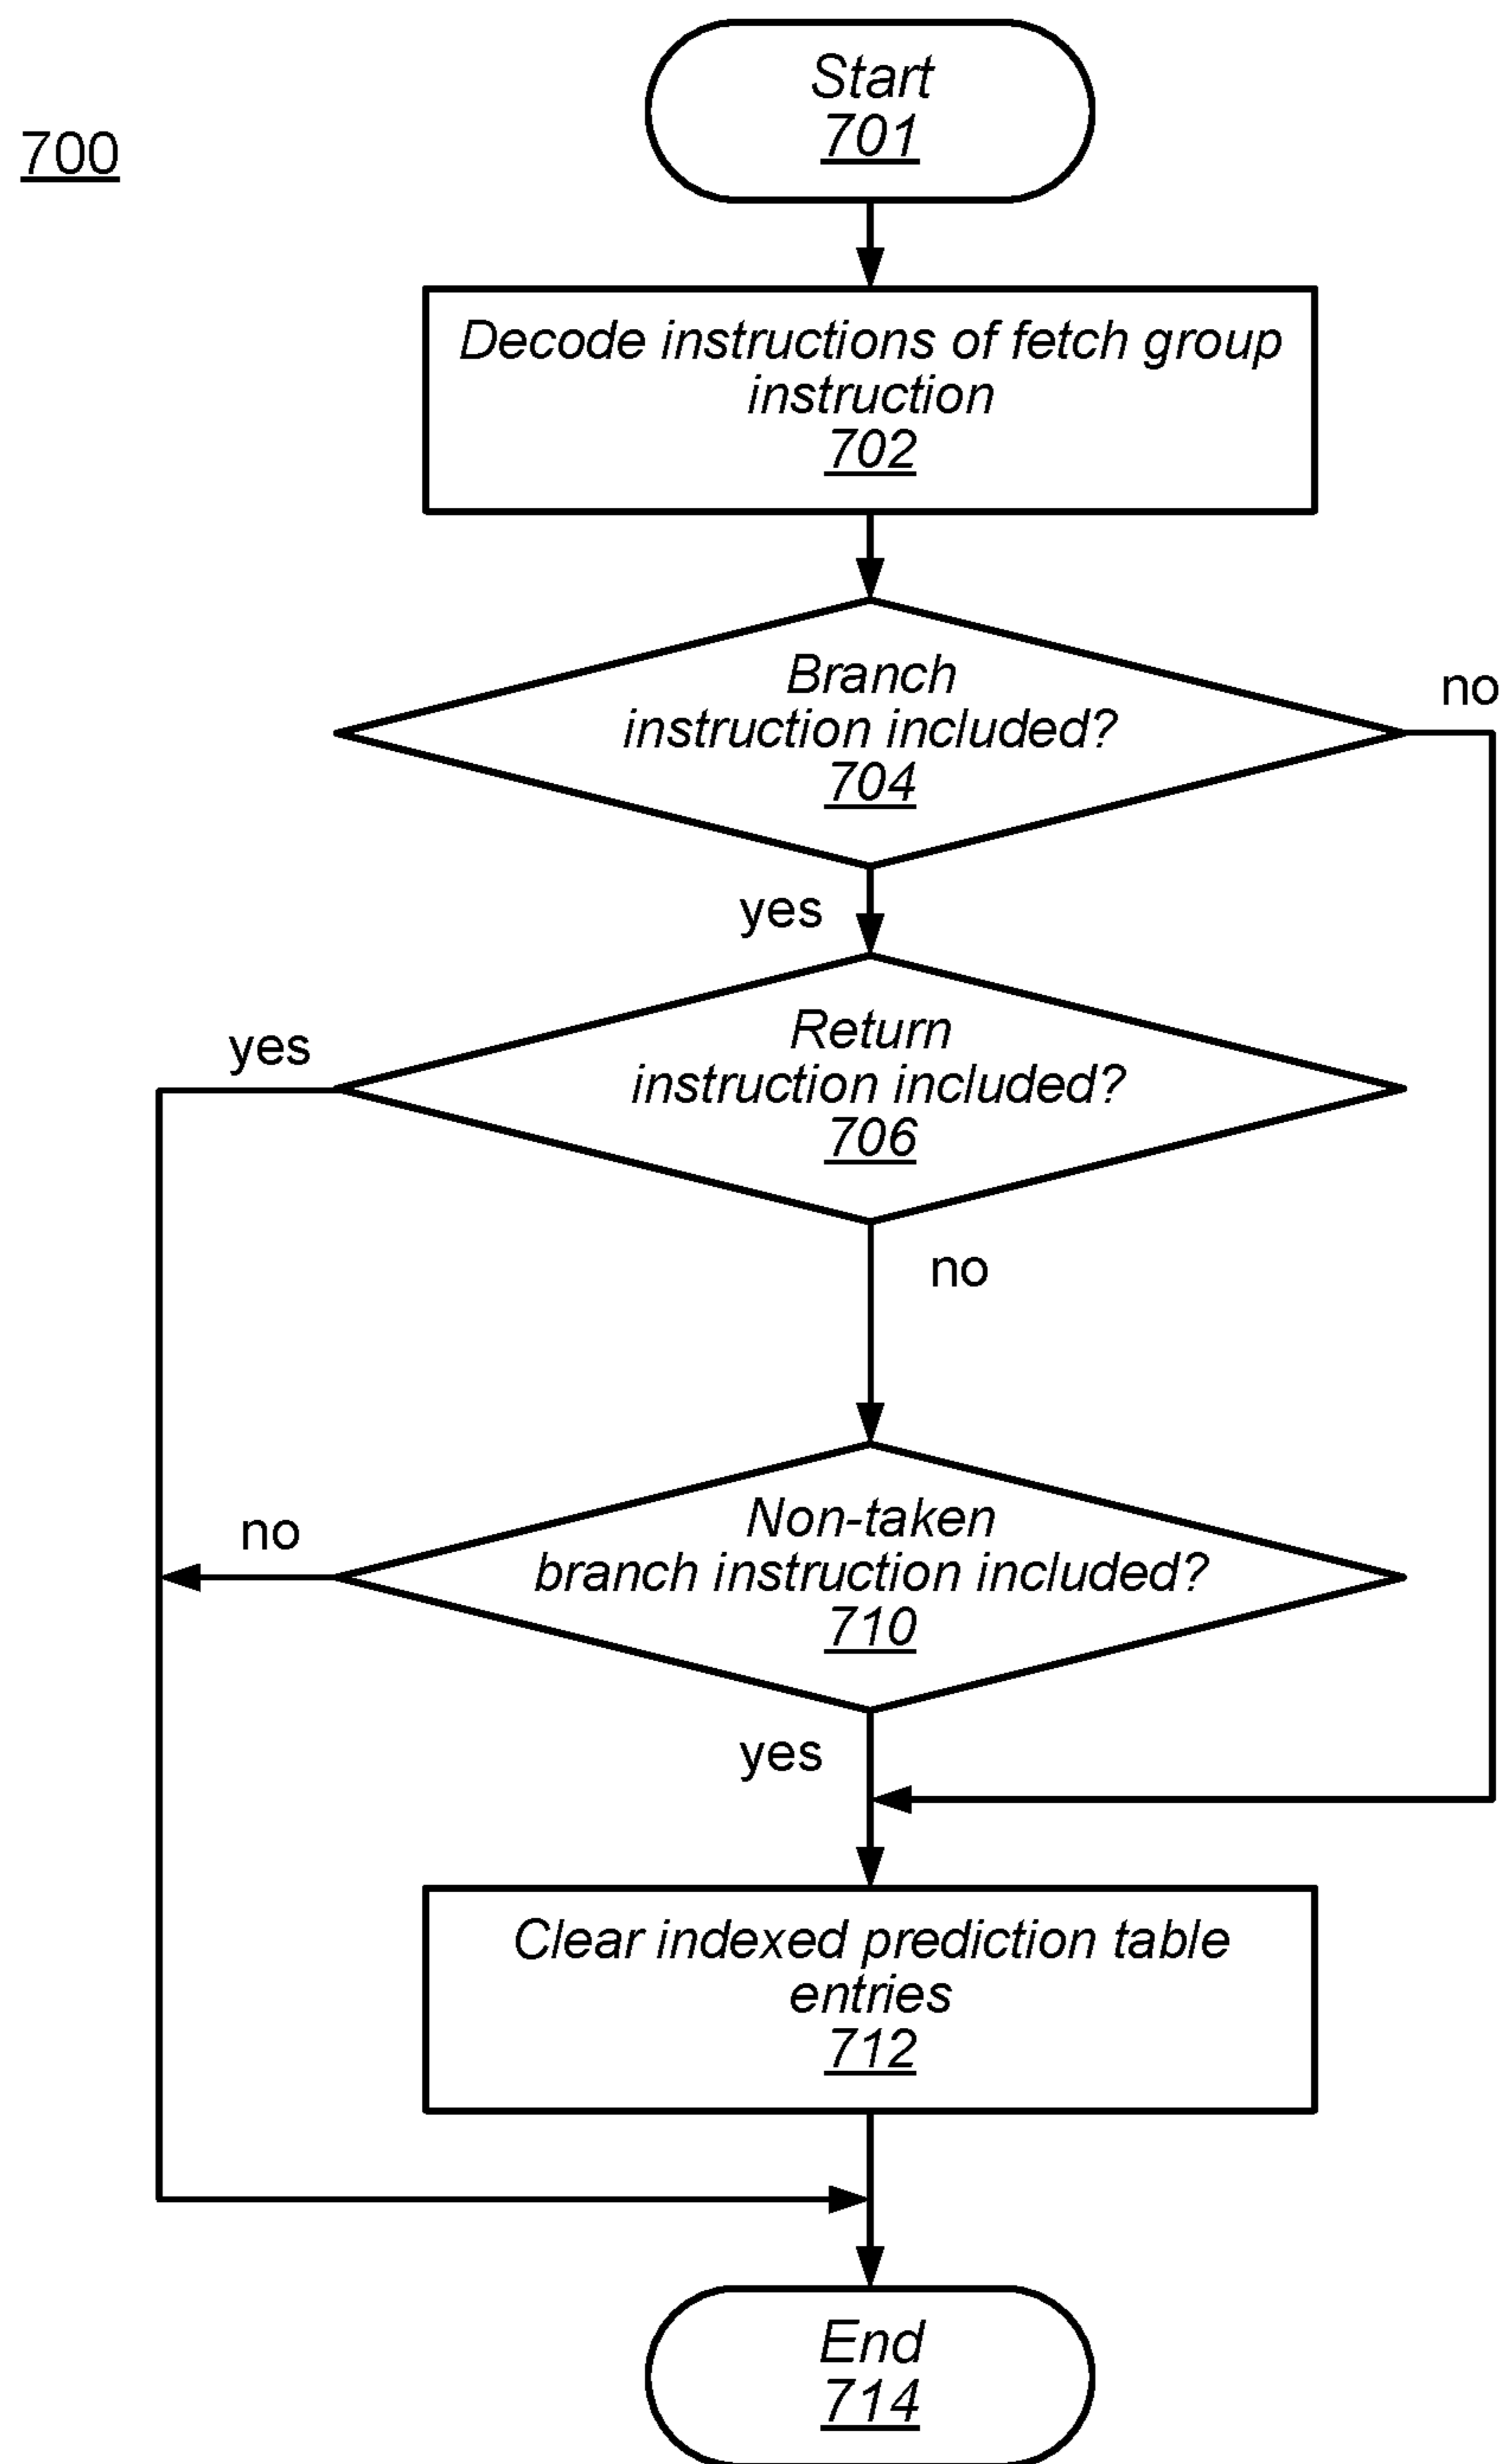 Start
701
700
Decode instructions of fetch group
instruction
702
Branch
instruction included?
704
no
yes
Return
instruction included?
706
yes
no
Non-taken
branch instruction included?
710
no
yes
Clear indexed prediction table
entries
712
End
714